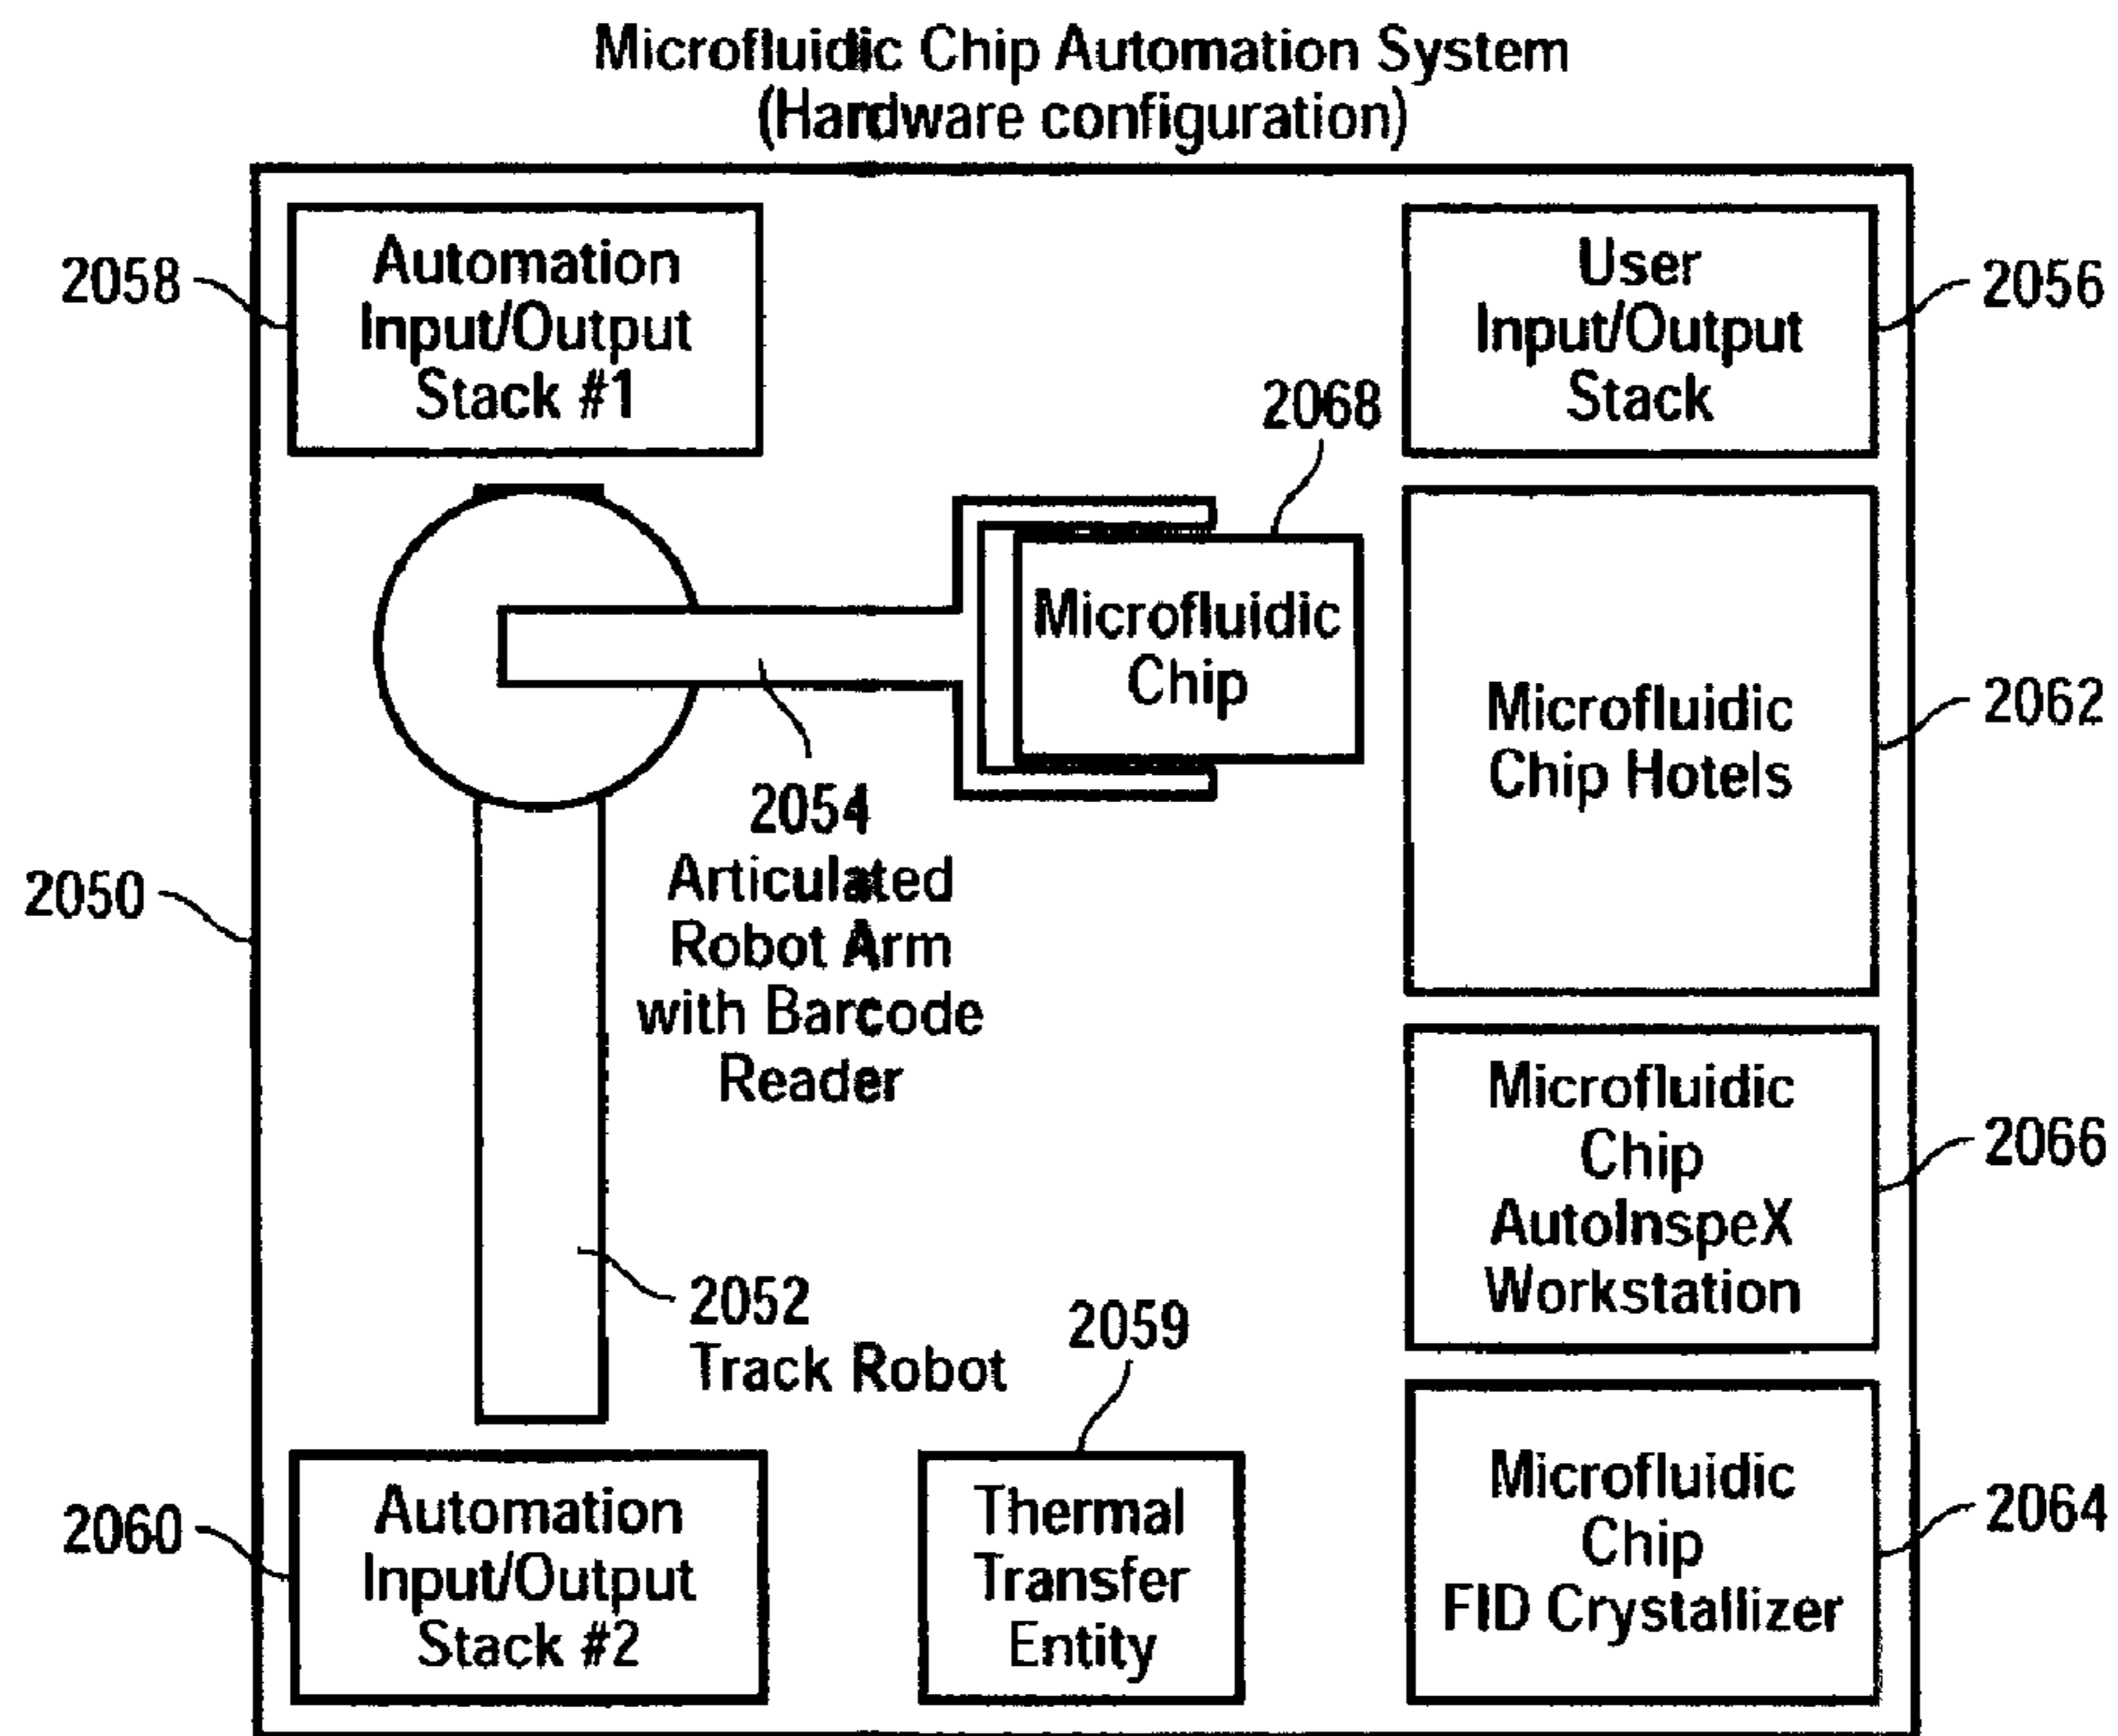 Microfluidic Chip Automation System
(Hardware configuration)
2058
Automation
Input/Output
Stack #1
User
Input/Output
Stack
2056
2068
Microfluidic
Chip
Microfluidic
Chip Hotels
2062
2054
Articulated
Robot Arm
with Barcode
Reader
2050
Microfluidic
Chip
AutoInspeX
Workstation
2066
2052
Track Robot
2059
2060
Automation
Input/Output
Stack #2
Thermal
Transfer
Entity
Microfluidic
Chip
FID Crystallizer
2064